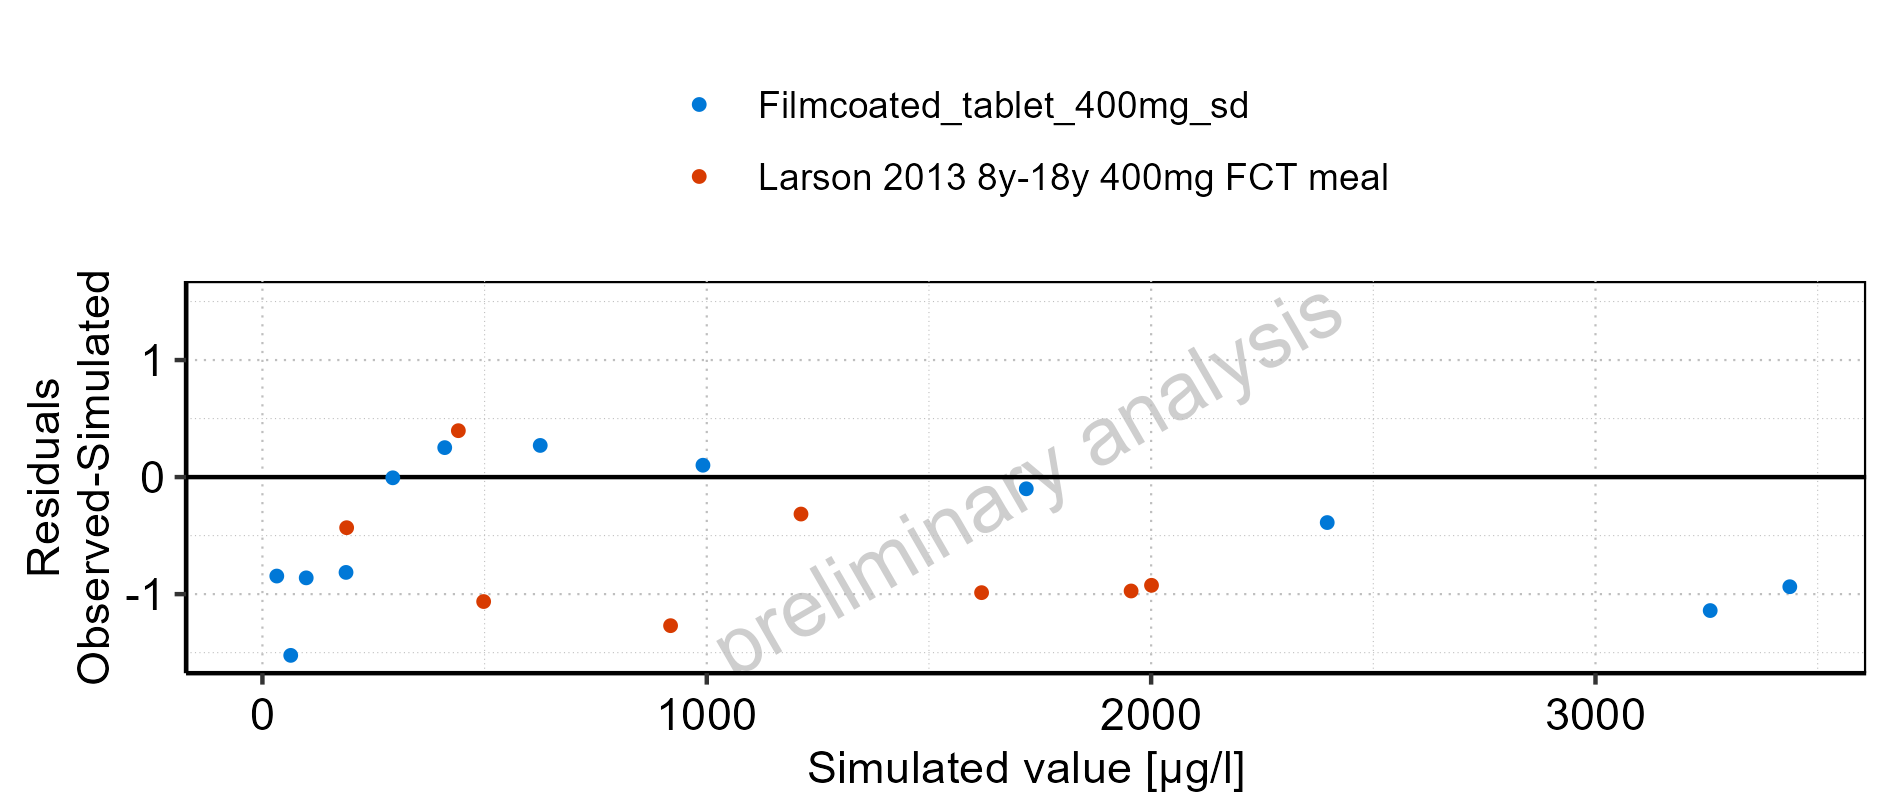 Filmcoated_tablet_400mg_sd
Larson 2013 8y-18y 400mg FCT meal
Residuals
Observed-Simulated
1
0
-1
preliminary analysis
0 1000 2000 3000
Simulated value [µg/l]